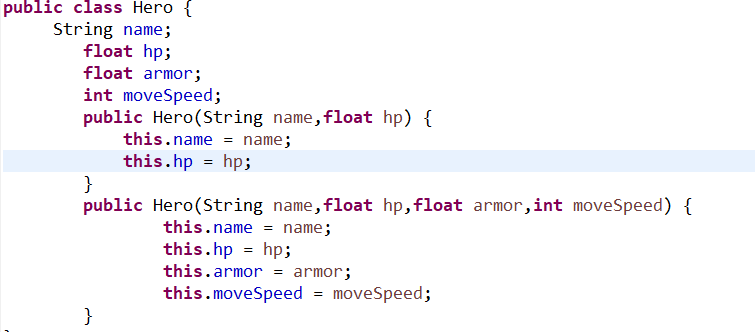 public class Hero {
String name;
float hp;
float armor;
int moveSpeed;
public Hero(String name,float hp) {
this.name = name;
this.hp = hp;
}
public Hero(String name,float hp,float armor,int moveSpeed) {
this.name = name;
this.hp = hp;
this.armor = armor;
this.moveSpeed = moveSpeed;
}